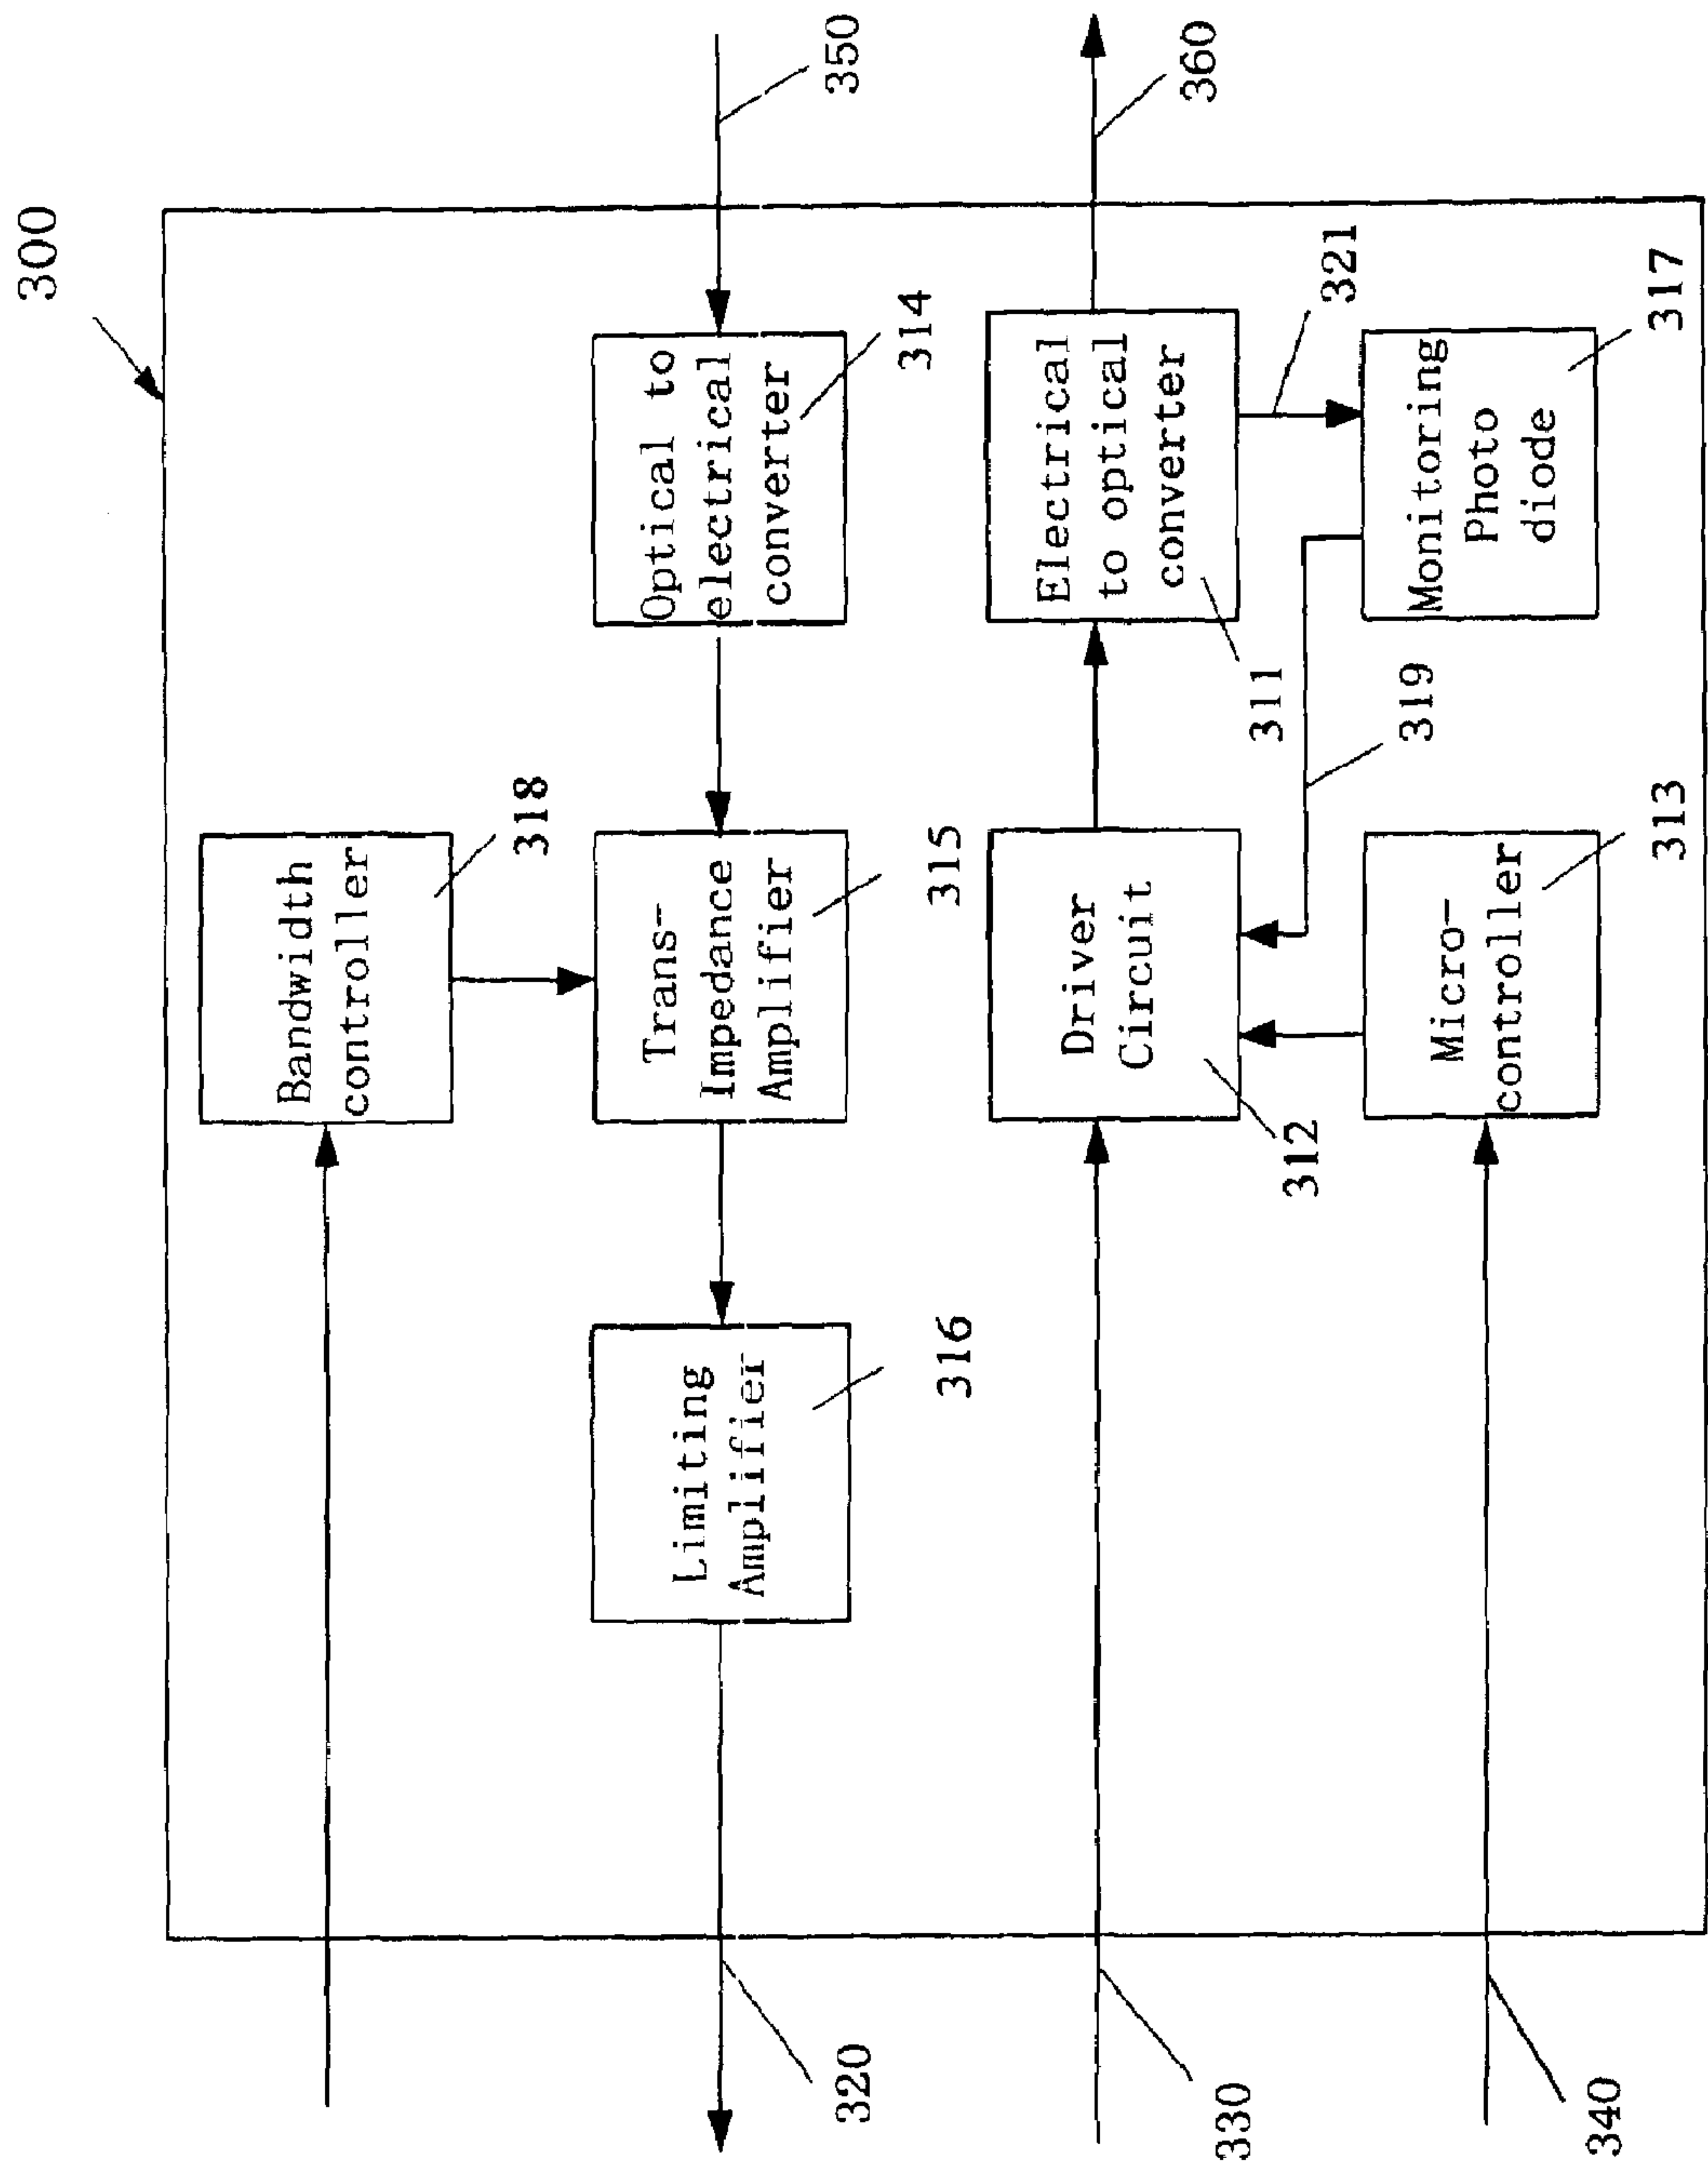 300
Bandwidth
controller
318
350
Optical to
electrical
converter
314
Trans-
Impedance
Amplifier
315
Limiting
Amplifier
316
320
360
Electrical
to optical
converter
311
321
Driver
Circuit
312
330
319
Monitoring
Photo
diode
317
Micro-
controller
313
340